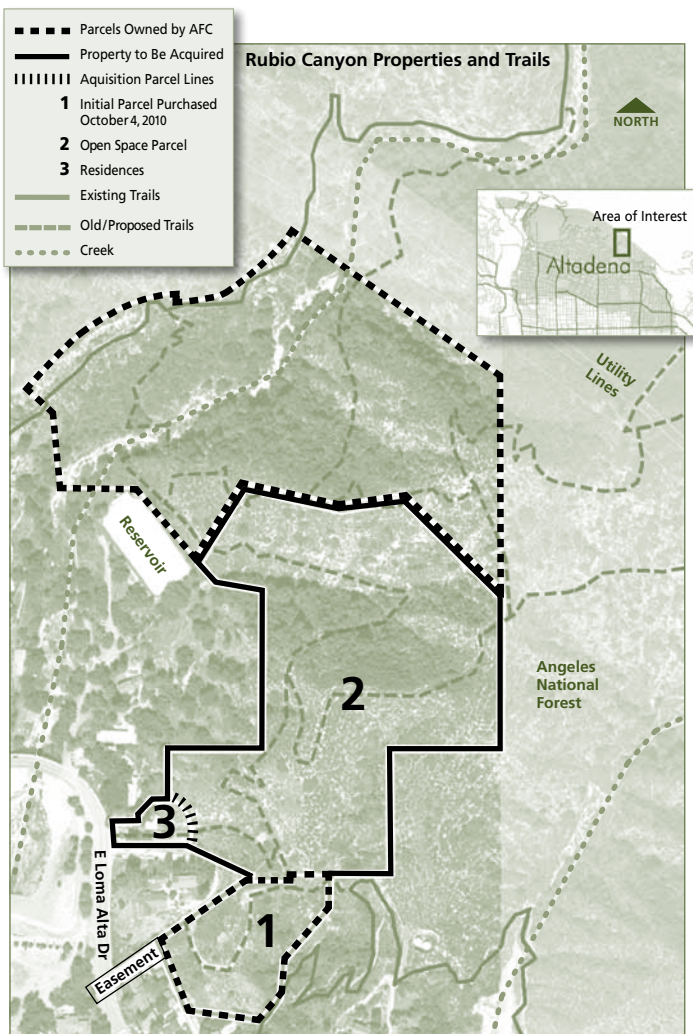 Parcels Owned by AFC
Property to Be Acquired
Aquisition Parcel Lines
1 Initial Parcel Purchased
October 4, 2010
2 Open Space Parcel
3 Residences
Existing Trails
Old/Proposed Trails
Creek
Rubio Canyon Properties and Trails
NORTH
Area of Interest
Altadena
Utility
Lines
Reservoir
Angeles
National
Forest
2
3
1
E Loma Alta Dr
Easement